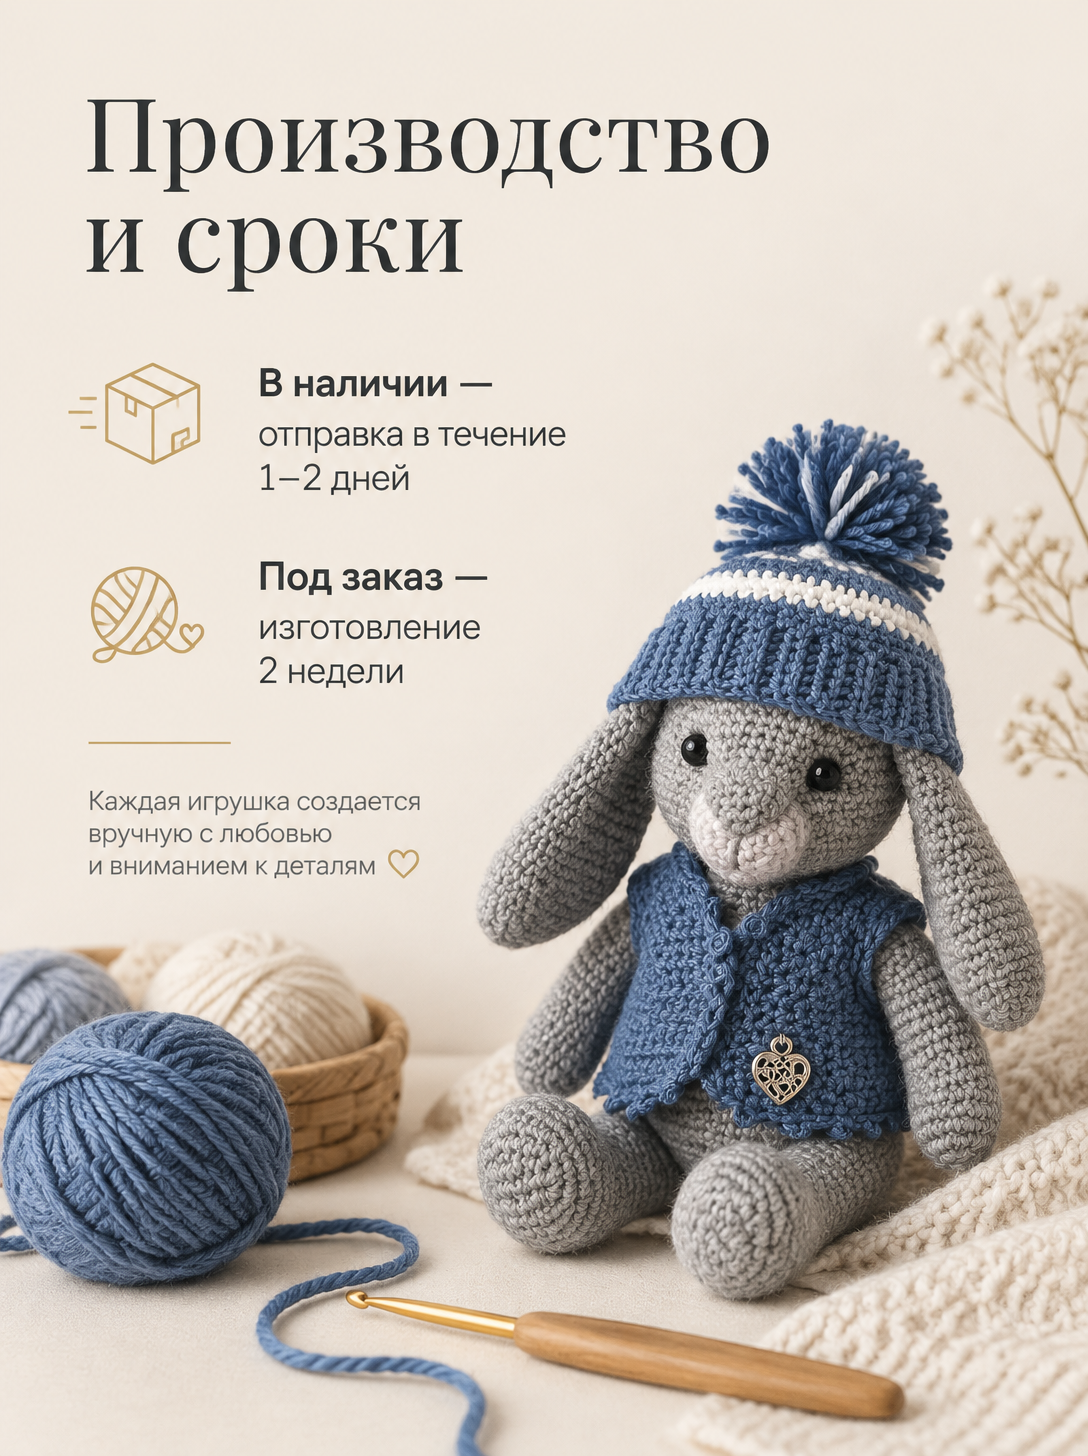 Производство
и сроки
В наличии —
отправка в течение
1–2 дней
Под заказ —
изготовление
2 недели
Каждая игрушка создается
вручную с любовью
и вниманием к деталям